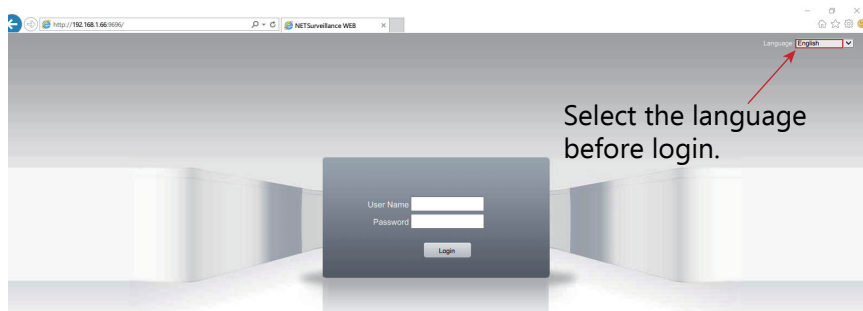 http://192.168.1.66:9696/
NETSurveillance WEB
Language English
Select the language
before login.
User Name
Password
Login